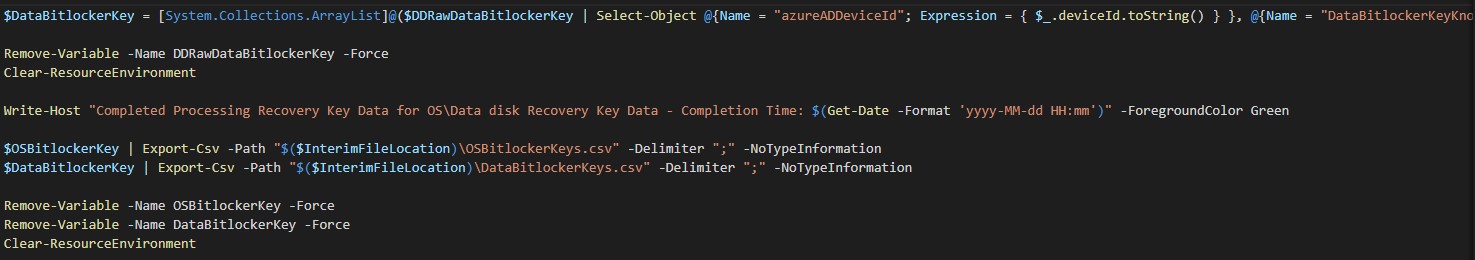 $DataBitlockerKey = [System.Collections.ArrayList]@($DDRawDataBitlockerKey | Select-Object @{Name = "azureADDeviceId"; Expression = { $_.deviceId.toString() } }, @{Name = "DataBitlockerKeyKno
Remove-Variable -Name DDRawDataBitlockerKey -Force
Clear-ResourceEnvironment
Write-Host "Completed Processing Recovery Key Data for OS\Data disk Recovery Key Data - Completion Time: $(Get-Date -Format 'yyyy-MM-dd HH:mm')" -ForegroundColor Green
$OSBitlockerKey | Export-Csv -Path "$($InterimFileLocation)\OSBitlockerKeys.csv" -Delimiter ";" -NoTypeInformation
$DataBitlockerKey | Export-Csv -Path "$($InterimFileLocation)\DataBitlockerKeys.csv" -Delimiter ";" -NoTypeInformation
Remove-Variable -Name OSBitlockerKey -Force
Remove-Variable -Name DataBitlockerKey -Force
Clear-ResourceEnvironment